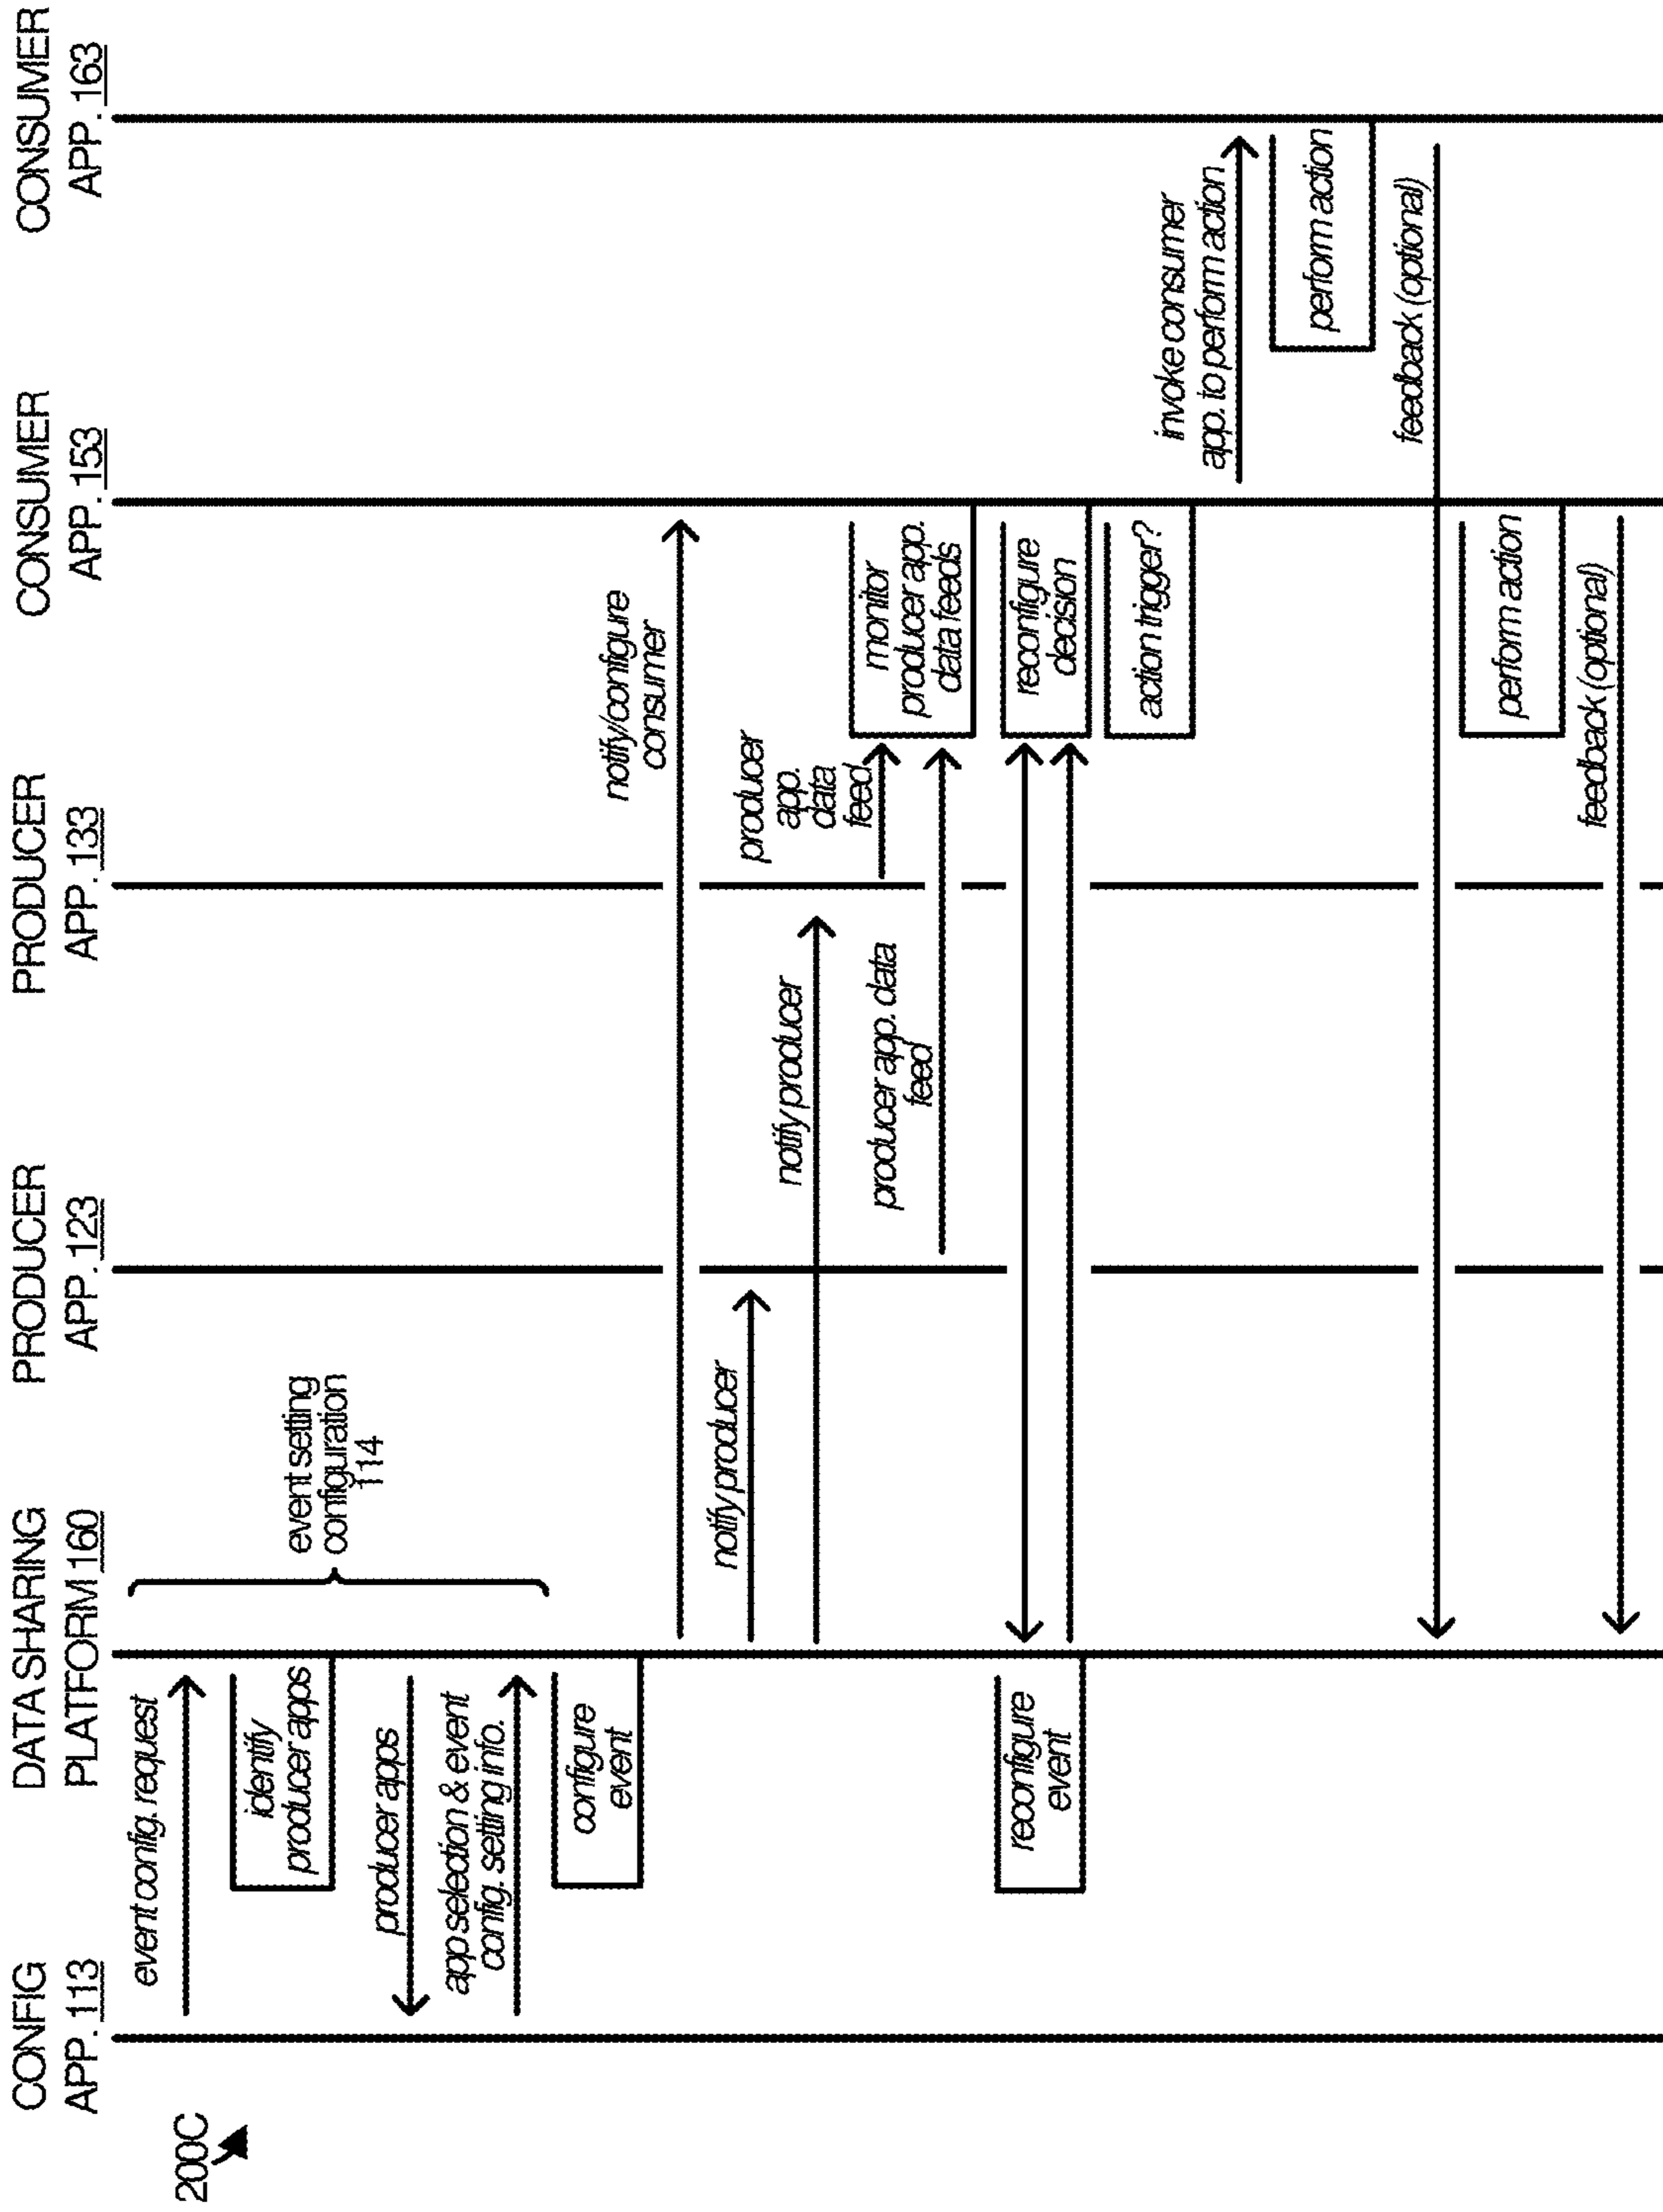 200C
CONFIG
APP. 113
DATA SHARING
PLATFORM 160
PRODUCER
APP. 123
PRODUCER
APP. 133
CONSUMER
APP. 153
CONSUMER
APP. 163
event config. request
identify
producer apps
producer apps
app selection & event
config. setting info.
event setting
configuration
114
configure
event
notify/configure
consumer
notify producer
notify producer
producer
app.
data
feed
producer app. data
feed
monitor
producer app.
data feeds
reconfigure
event
reconfigure
decision
action trigger?
invoke consumer
app. to perform action
perform action
feedback (optional)
perform action
feedback (optional)